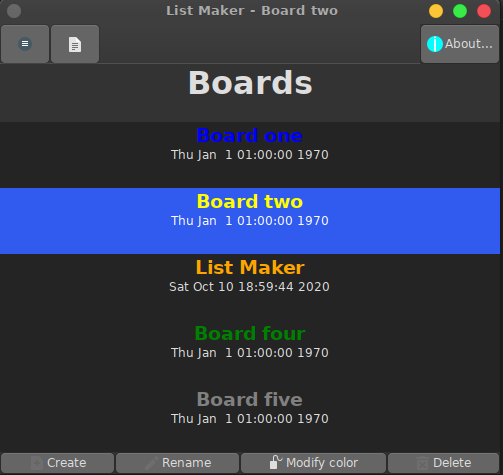 List Maker - Board two
About...
Boards
Board one
Thu Jan  1 01:00:00 1970
Board two
Thu Jan  1 01:00:00 1970
List Maker
Sat Oct 10 18:59:44 2020
Board four
Thu Jan  1 01:00:00 1970
Board five
Thu Jan  1 01:00:00 1970
Create Rename Modify color Delete